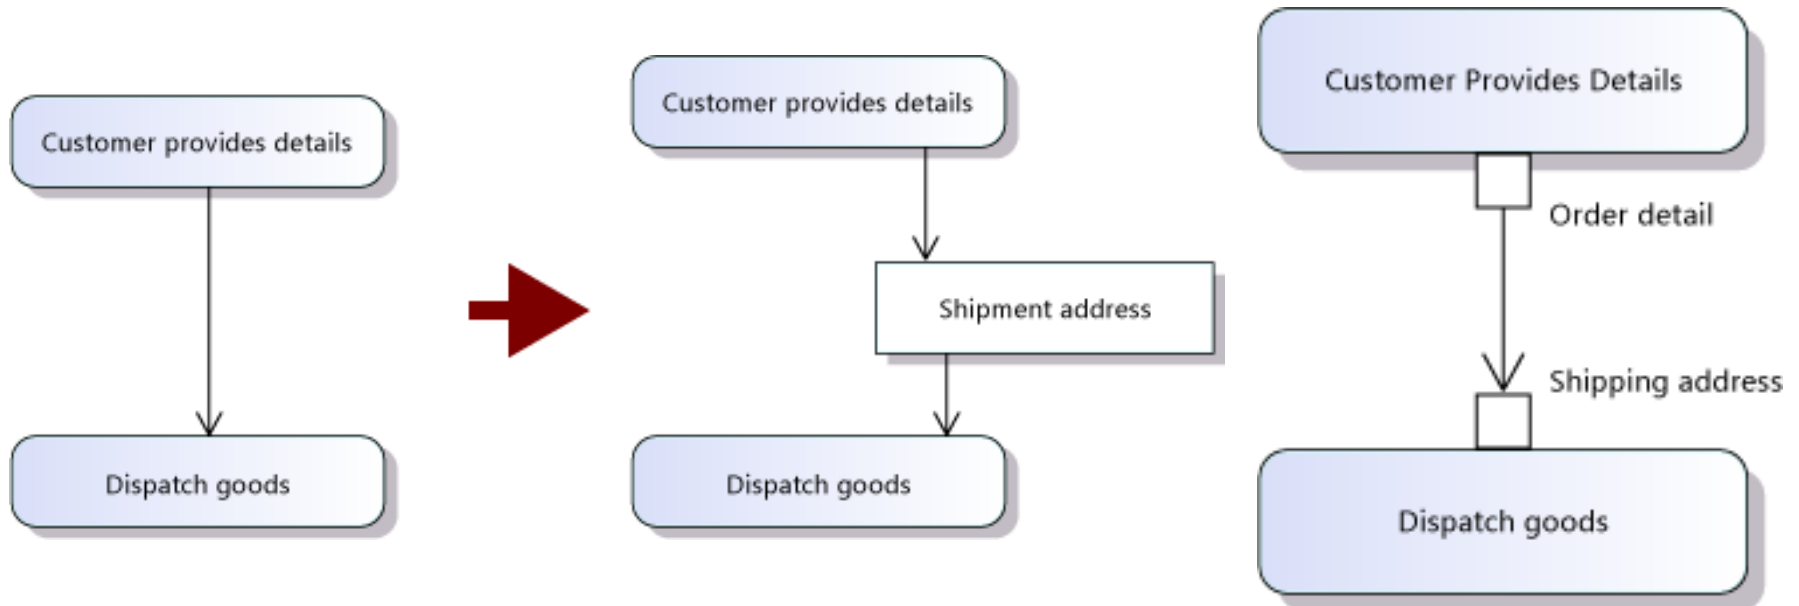 Customer provides details
Dispatch goods
Customer provides details
Shipment address
Dispatch goods
Customer Provides Details
Order detail
Shipping address
Dispatch goods